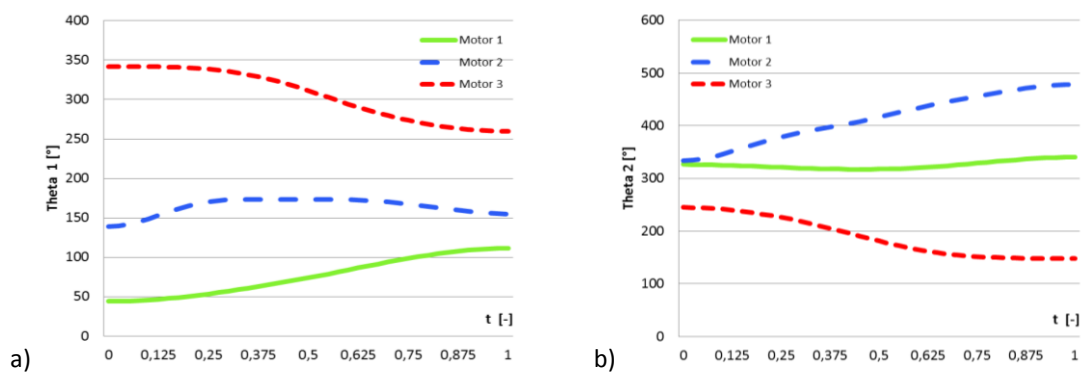 400
350
300
250
200
150
100
50
0
Theta 1 [°]
Motor 1
Motor 2
Motor 3
t [-]
0 0,125 0,25 0,375 0,5 0,625 0,75 0,875 1
a)
600
500
400
300
200
100
0
Theta 2 [°]
Motor 1
Motor 2
Motor 3
t [-]
0 0,125 0,25 0,375 0,5 0,625 0,75 0,875 1
b)